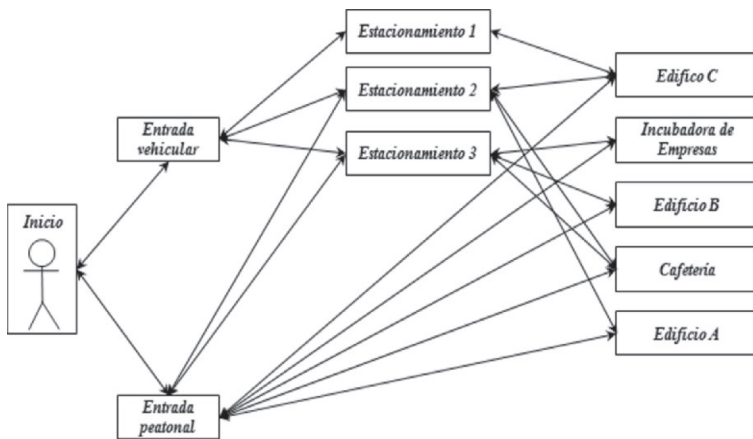 Estacionamiento 1
Edifico C
Estacionamiento 2
Entrada
vehicular
Incubadora de
Empresas
Estacionamiento 3
Edificio B
Inicio
Cafetería
Edificio A
Entrada
peatonal